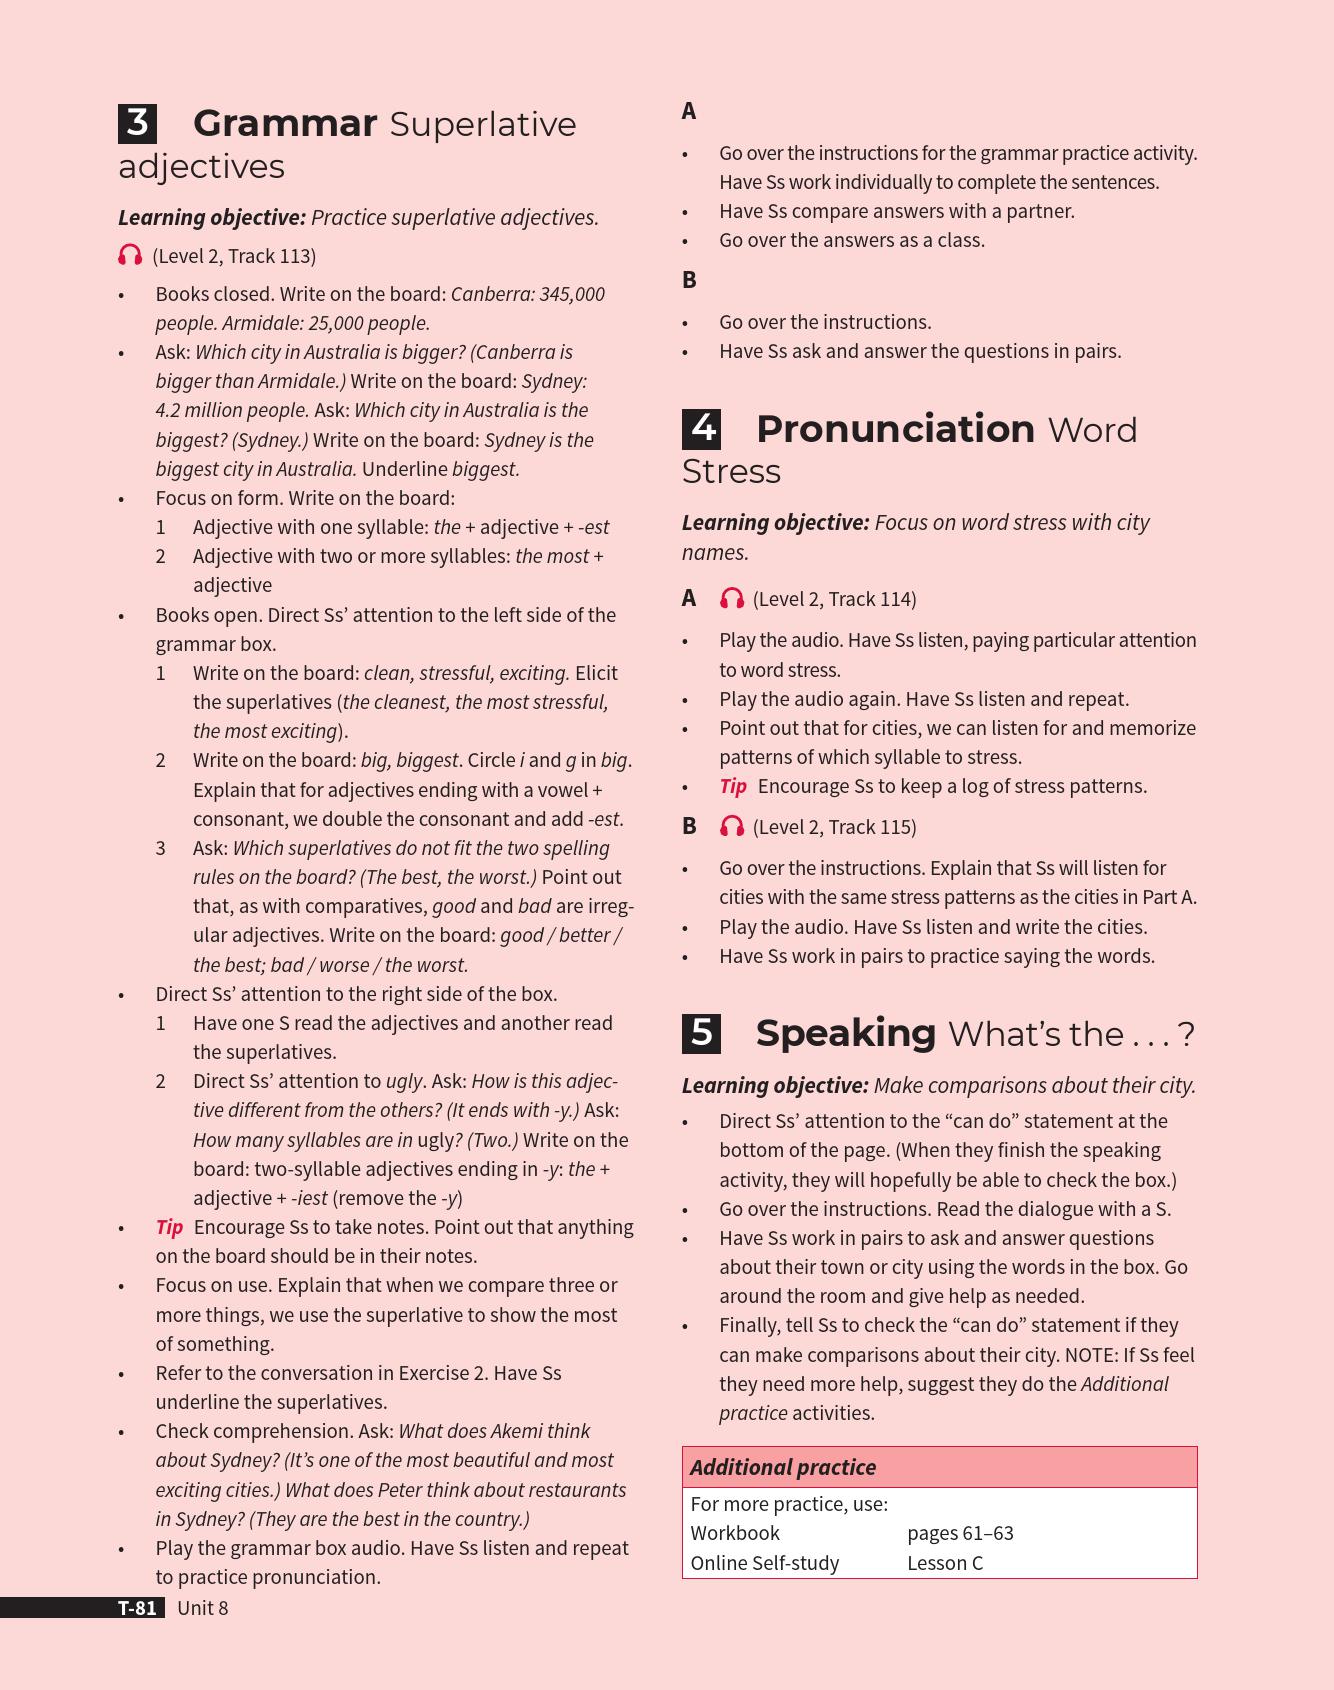 3 Grammar Superlative
adjectives
Learning objective: Practice superlative adjectives.
(Level 2, Track 113)
• Books closed. Write on the board: Canberra: 345,000
people. Armidale: 25,000 people.
• Ask: Which city in Australia is bigger? (Canberra is
bigger than Armidale.) Write on the board: Sydney:
4.2 million people. Ask: Which city in Australia is the
biggest? (Sydney.) Write on the board: Sydney is the
biggest city in Australia. Underline biggest.
• Focus on form. Write on the board:
1 Adjective with one syllable: the + adjective + -est
2 Adjective with two or more syllables: the most +
adjective
• Books open. Direct Ss’ attention to the left side of the
grammar box.
1 Write on the board: clean, stressful, exciting. Elicit
the superlatives (the cleanest, the most stressful,
the most exciting).
2 Write on the board: big, biggest. Circle i and g in big.
Explain that for adjectives ending with a vowel +
consonant, we double the consonant and add -est.
3 Ask: Which superlatives do not fit the two spelling
rules on the board? (The best, the worst.) Point out
that, as with comparatives, good and bad are irreg-
ular adjectives. Write on the board: good / better /
the best; bad / worse / the worst.
• Direct Ss’ attention to the right side of the box.
1 Have one S read the adjectives and another read
the superlatives.
2 Direct Ss’ attention to ugly. Ask: How is this adjec-
tive different from the others? (It ends with -y.) Ask:
How many syllables are in ugly? (Two.) Write on the
board: two-syllable adjectives ending in -y: the +
adjective + -iest (remove the -y)
• Tip Encourage Ss to take notes. Point out that anything
on the board should be in their notes.
• Focus on use. Explain that when we compare three or
more things, we use the superlative to show the most
of something.
• Refer to the conversation in Exercise 2. Have Ss
underline the superlatives.
• Check comprehension. Ask: What does Akemi think
about Sydney? (It’s one of the most beautiful and most
exciting cities.) What does Peter think about restaurants
in Sydney? (They are the best in the country.)
• Play the grammar box audio. Have Ss listen and repeat
to practice pronunciation.
A
• Go over the instructions for the grammar practice activity.
Have Ss work individually to complete the sentences.
• Have Ss compare answers with a partner.
• Go over the answers as a class.
B
• Go over the instructions.
• Have Ss ask and answer the questions in pairs.
4 Pronunciation Word
Stress
Learning objective: Focus on word stress with city
names.
A (Level 2, Track 114)
• Play the audio. Have Ss listen, paying particular attention
to word stress.
• Play the audio again. Have Ss listen and repeat.
• Point out that for cities, we can listen for and memorize
patterns of which syllable to stress.
• Tip Encourage Ss to keep a log of stress patterns.
B (Level 2, Track 115)
• Go over the instructions. Explain that Ss will listen for
cities with the same stress patterns as the cities in Part A.
• Play the audio. Have Ss listen and write the cities.
• Have Ss work in pairs to practice saying the words.
5 Speaking What’s the . . . ?
Learning objective: Make comparisons about their city.
• Direct Ss’ attention to the “can do” statement at the
bottom of the page. (When they finish the speaking
activity, they will hopefully be able to check the box.)
• Go over the instructions. Read the dialogue with a S.
• Have Ss work in pairs to ask and answer questions
about their town or city using the words in the box. Go
around the room and give help as needed.
• Finally, tell Ss to check the “can do” statement if they
can make comparisons about their city. NOTE: If Ss feel
they need more help, suggest they do the Additional
practice activities.
Additional practice
For more practice, use:
Workbook pages 61–63
Online Self-study Lesson C
T-81 Unit 8